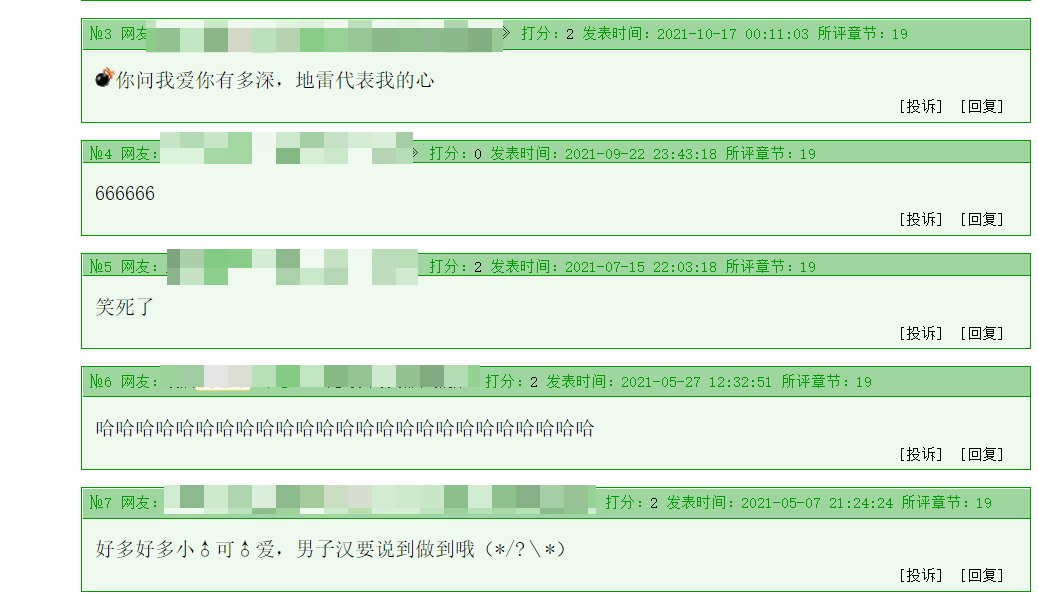 №3 网友 打分：2 发表时间：2021-10-17 00:11:03 所评章节：19
💣你问我爱你有多深，地雷代表我的心
[投诉] [回复]
№4 网友： 打分：0 发表时间：2021-09-22 23:43:18 所评章节：19
666666
[投诉] [回复]
№5 网友： 打分：2 发表时间：2021-07-15 22:03:18 所评章节：19
笑死了
[投诉] [回复]
№6 网友： 打分：2 发表时间：2021-05-27 12:32:51 所评章节：19
哈哈哈哈哈哈哈哈哈哈哈哈哈哈哈哈哈哈哈哈哈哈哈哈哈
[投诉] [回复]
№7 网友： 打分：2 发表时间：2021-05-07 21:24:24 所评章节：19
好多好多小♂可♂爱，男子汉要说到做到哦（*/?＼*）
[投诉] [回复]